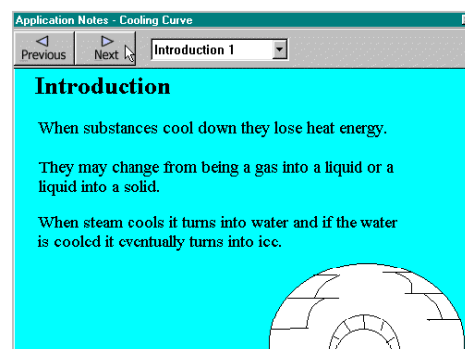 Application Notes - Cooling Curve
Previous
Next
Introduction 1
Introduction
When substances cool down they lose heat energy.
They may change from being a gas into a liquid or a
liquid into a solid.
When steam cools it turns into water and if the water
is cooled it eventually turns into ice.